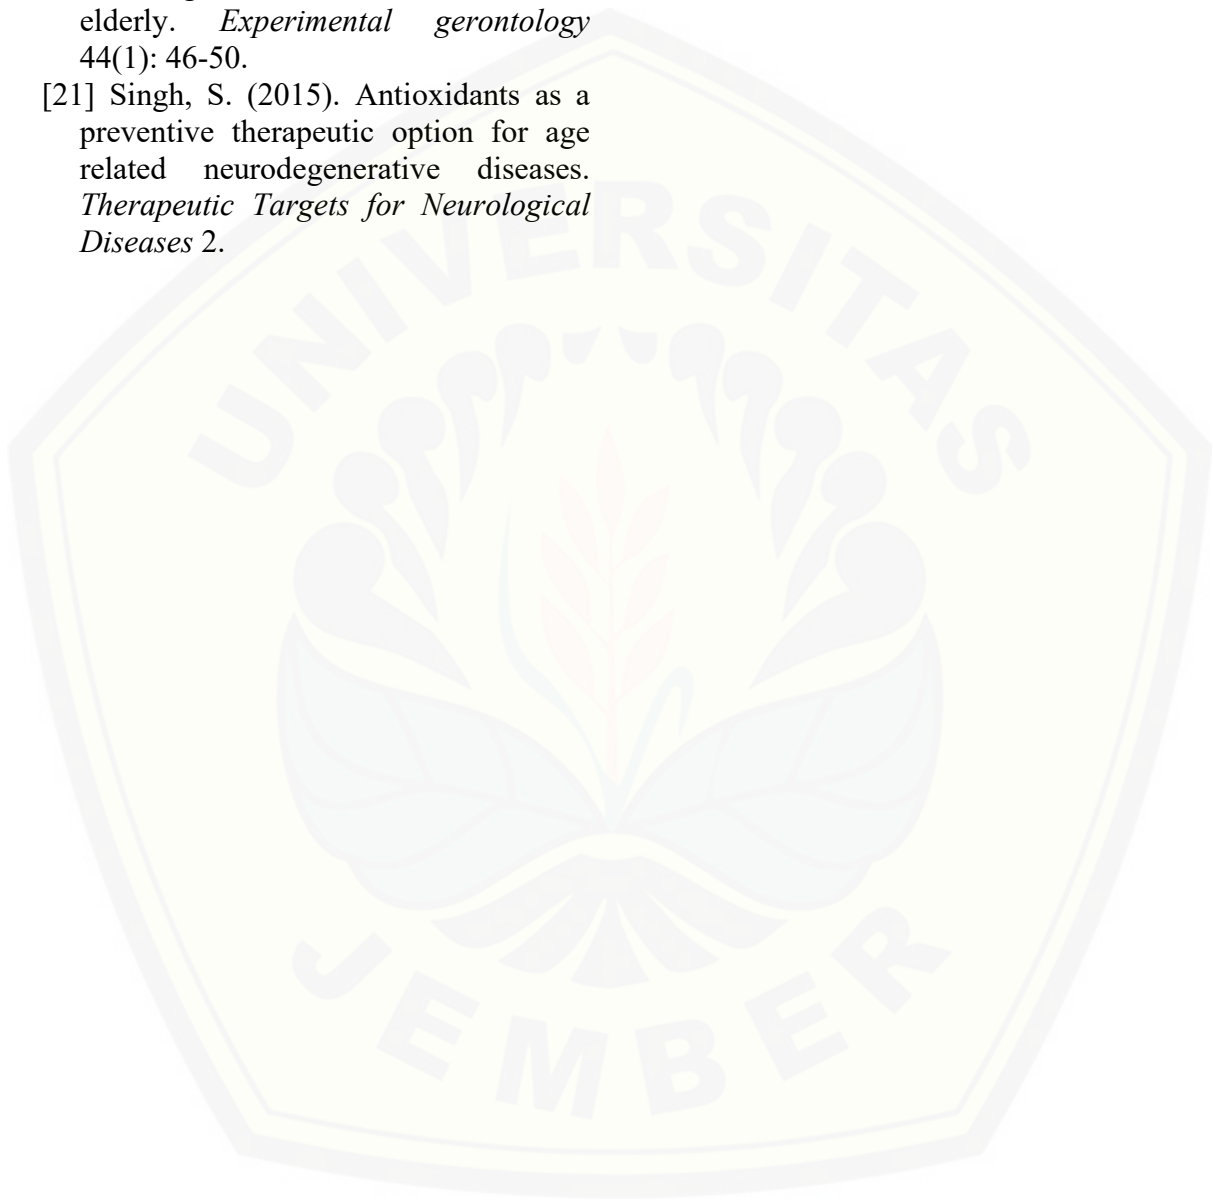 elderly. Experimental gerontology
44(1): 46-50.
[21] Singh, S. (2015). Antioxidants as a
preventive therapeutic option for age
related neurodegenerative diseases.
Therapeutic Targets for Neurological
Diseases 2.
UNIVERSITAS
JEMBER